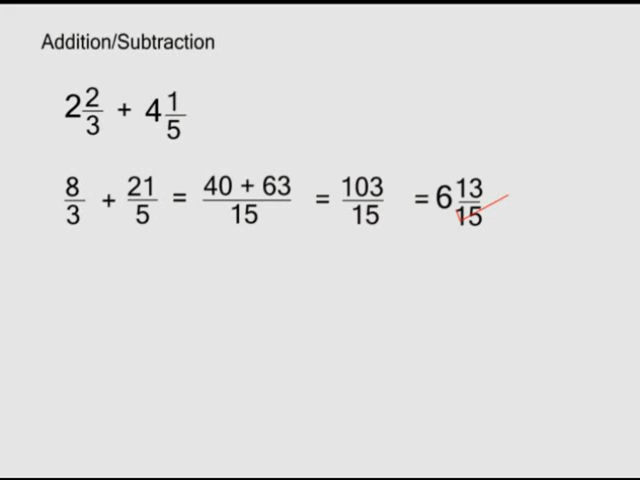 Addition/Subtraction
2 2/3 + 4 1/5
8/3 + 21/5 = 40 + 63/15 = 103/15 = 6 13/15